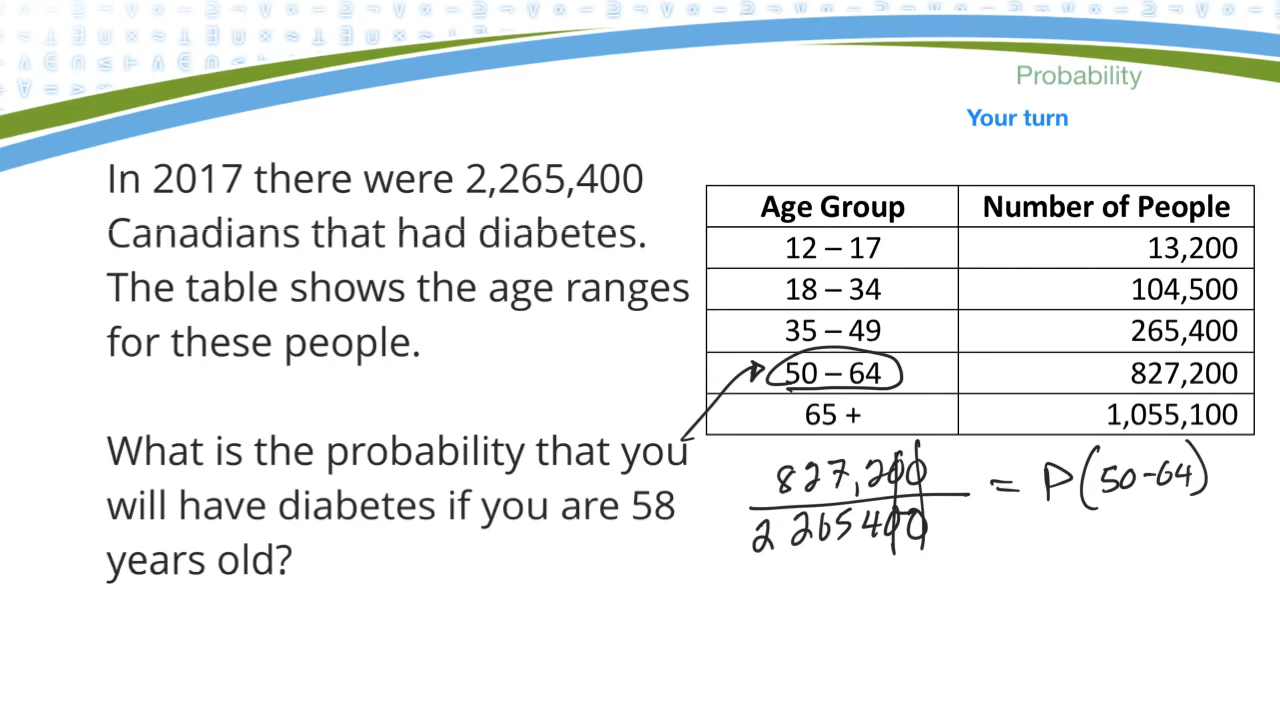 Probability
Your turn
In 2017 there were 2,265,400
Canadians that had diabetes.
The table shows the age ranges
for these people.
What is the probability that you
will have diabetes if you are 58
years old?
Age Group Number of People
12 – 17 13,200
18 – 34 104,500
35 – 49 265,400
50 – 64 827,200
65 + 1,055,100
827,200
2 265 400
= P(50-64)